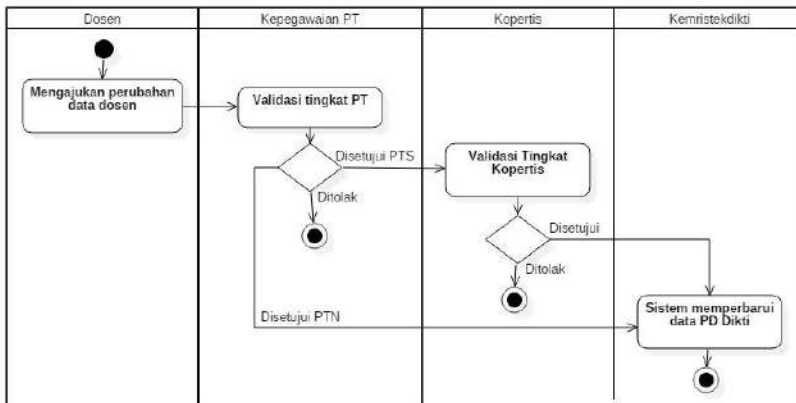 Dosen
Kepegawaian PT
Kopertis
Kemristekdikti
Mengajukan perubahan
data dosen
Validasi tingkat PT
Disetujui PTS
Validasi Tingkat
Kopertis
Ditolak
Disetujui
Ditolak
Disetujui PTN
Sistem memperbarui
data PD Dikti